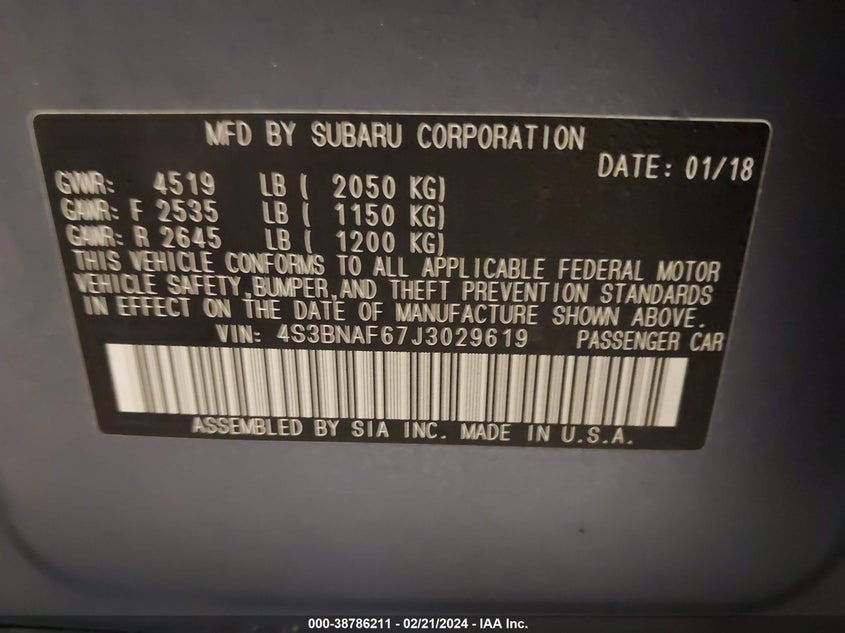 MFD BY SUBARU CORPORATION
DATE: 01/18
GVWR: 4519 LB ( 2050 KG)
GAWR: F 2535 LB ( 1150 KG)
GAWR: R 2645 LB ( 1200 KG)
THIS VEHICLE CONFORMS TO ALL APPLICABLE FEDERAL MOTOR
VEHICLE SAFETY,BUMPER,AND THEFT PREVENTION STANDARDS
IN EFFECT ON THE DATE OF MANUFACTURE SHOWN ABOVE.
VIN: 4S3BNAF67J3029619 PASSENGER CAR
ASSEMBLED BY SIA INC. MADE IN U.S.A.
000-38786211 - 02/21/2024 - IAA Inc.